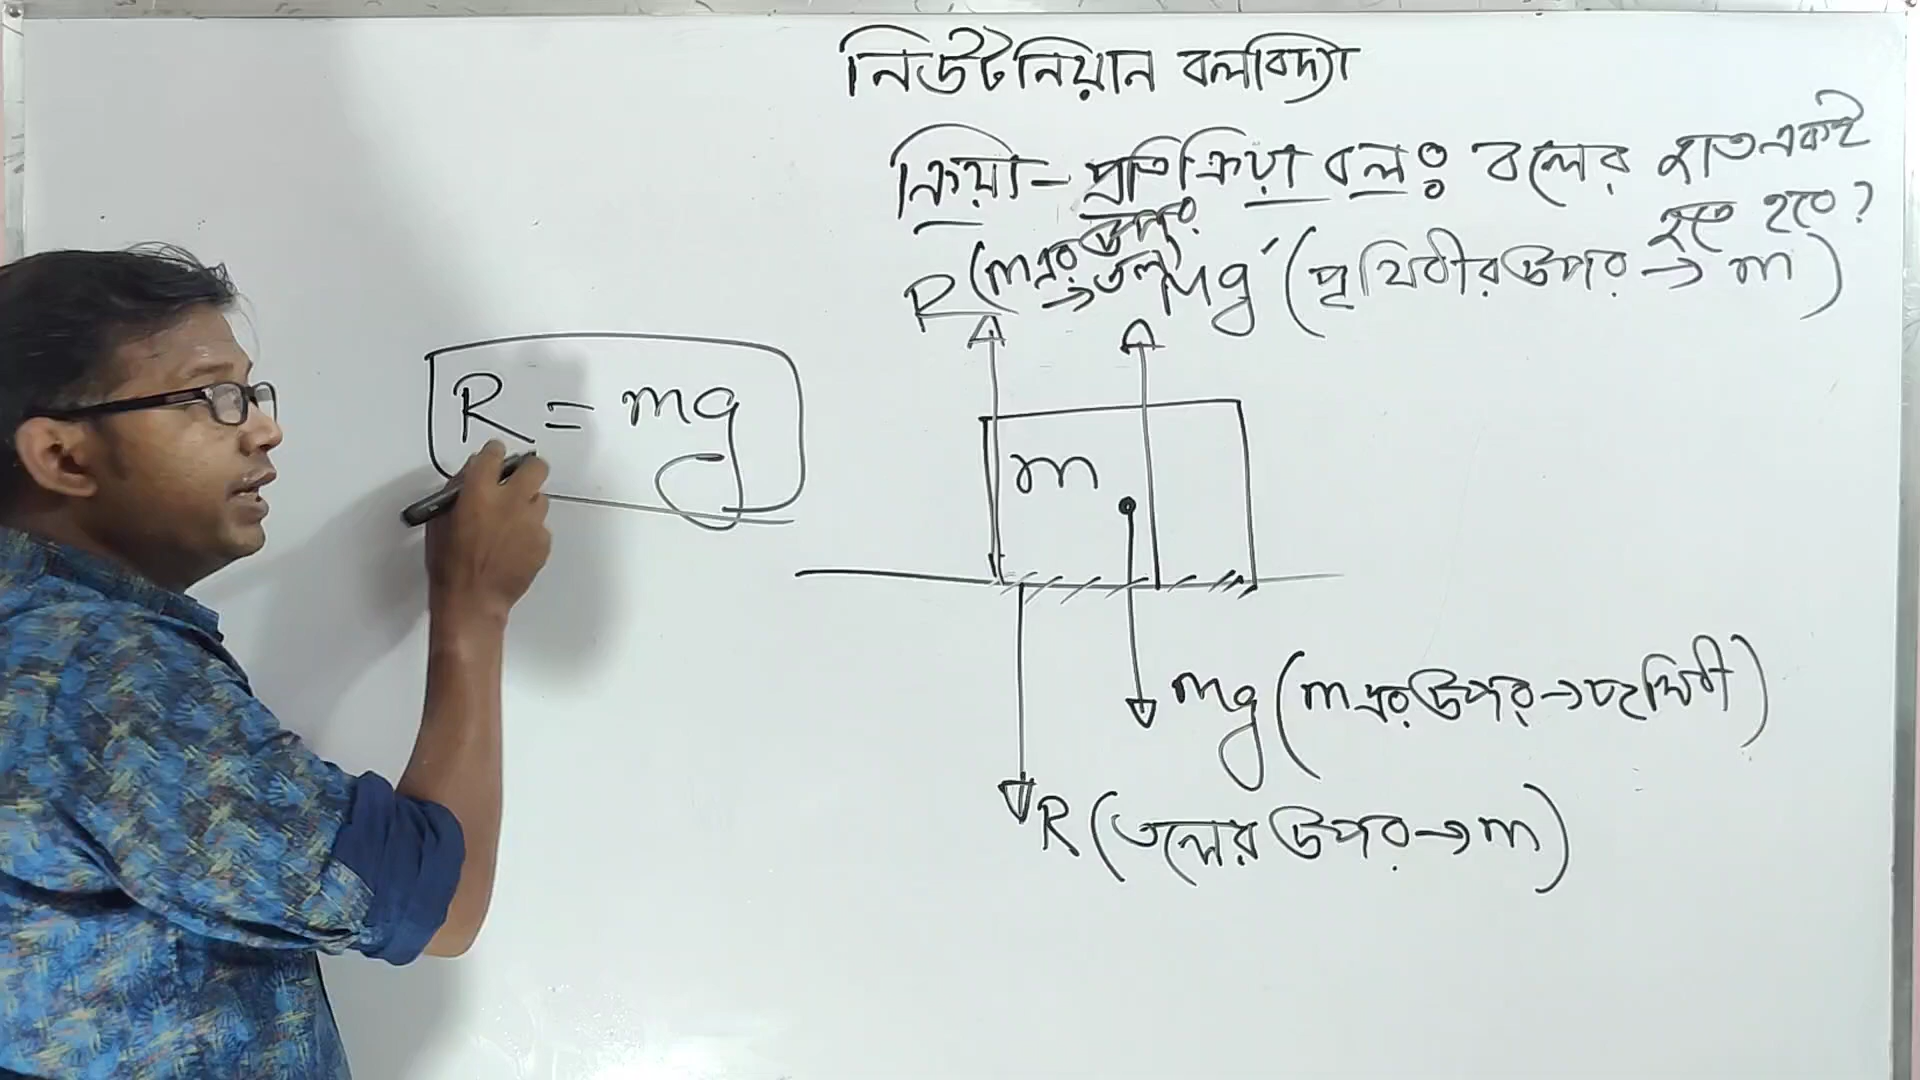 নিউটনিয়ান বলবিদ্যা
ক্রিয়া-প্রতিক্রিয়া বলঃ বলের জাত একই
হতে হবে?
R (m এর উপর → তল)
mg (পৃথিবীর উপর → m)
R = mg
m
mg (m এর উপর → পৃথিবী)
R (তলের উপর → m)